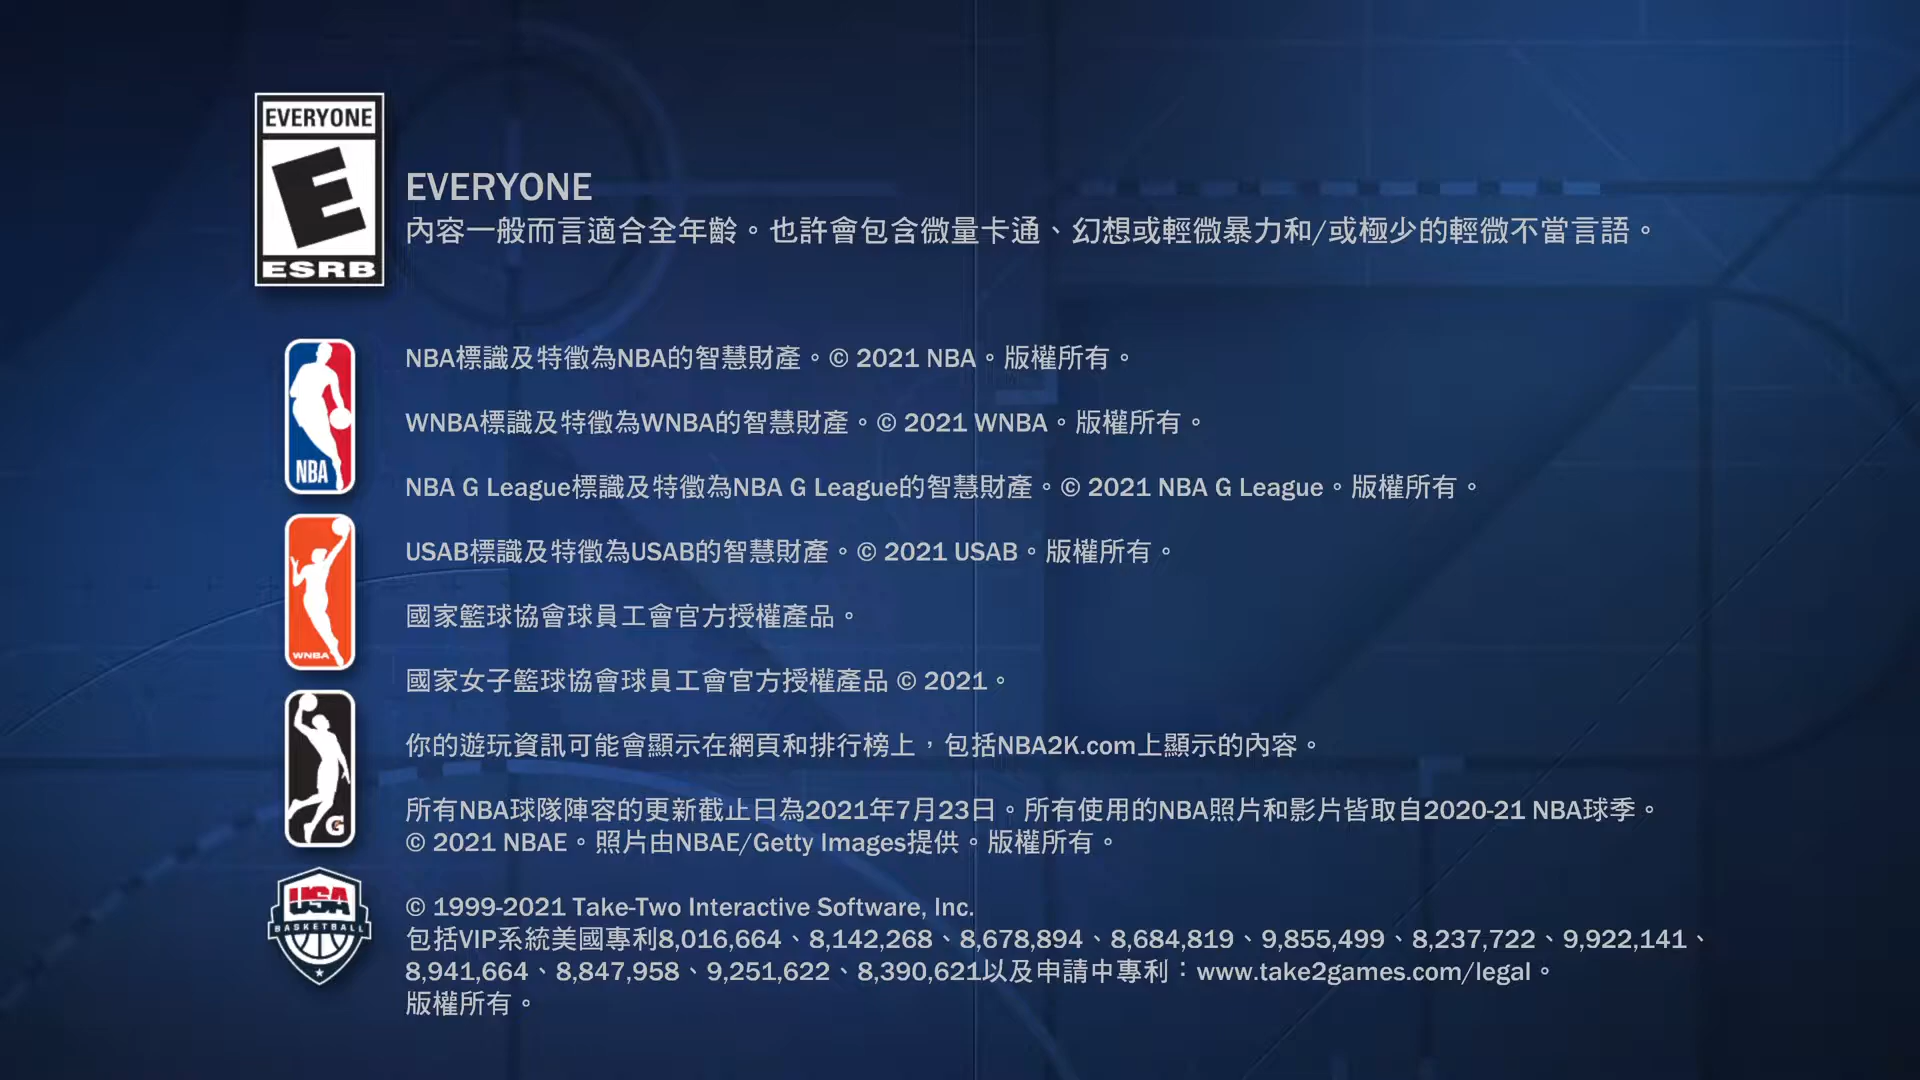 EVERYONE
E
ESRB
EVERYONE
內容一般而言適合全年齡。也許會包含微量卡通、幻想或輕微暴力和/或極少的輕微不當言語。
NBA
NBA標識及特徵為NBA的智慧財產。© 2021 NBA。版權所有。
WNBA標識及特徵為WNBA的智慧財產。© 2021 WNBA。版權所有。
NBA G League標識及特徵為NBA G League的智慧財產。© 2021 NBA G League。版權所有。
WNBA
USAB標識及特徵為USAB的智慧財產。© 2021 USAB。版權所有。
國家籃球協會球員工會官方授權產品。
國家女子籃球協會球員工會官方授權產品 © 2021。
G
你的遊玩資訊可能會顯示在網頁和排行榜上，包括NBA2K.com上顯示的內容。
所有NBA球隊陣容的更新截止日為2021年7月23日。所有使用的NBA照片和影片皆取自2020-21 NBA球季。
© 2021 NBAE。照片由NBAE/Getty Images提供。版權所有。
USA
BASKETBALL
© 1999-2021 Take-Two Interactive Software, Inc.
包括VIP系統美國專利8,016,664、8,142,268、8,678,894、8,684,819、9,855,499、8,237,722、9,922,141、
8,941,664、8,847,958、9,251,622、8,390,621以及申請中專利：www.take2games.com/legal。
版權所有。